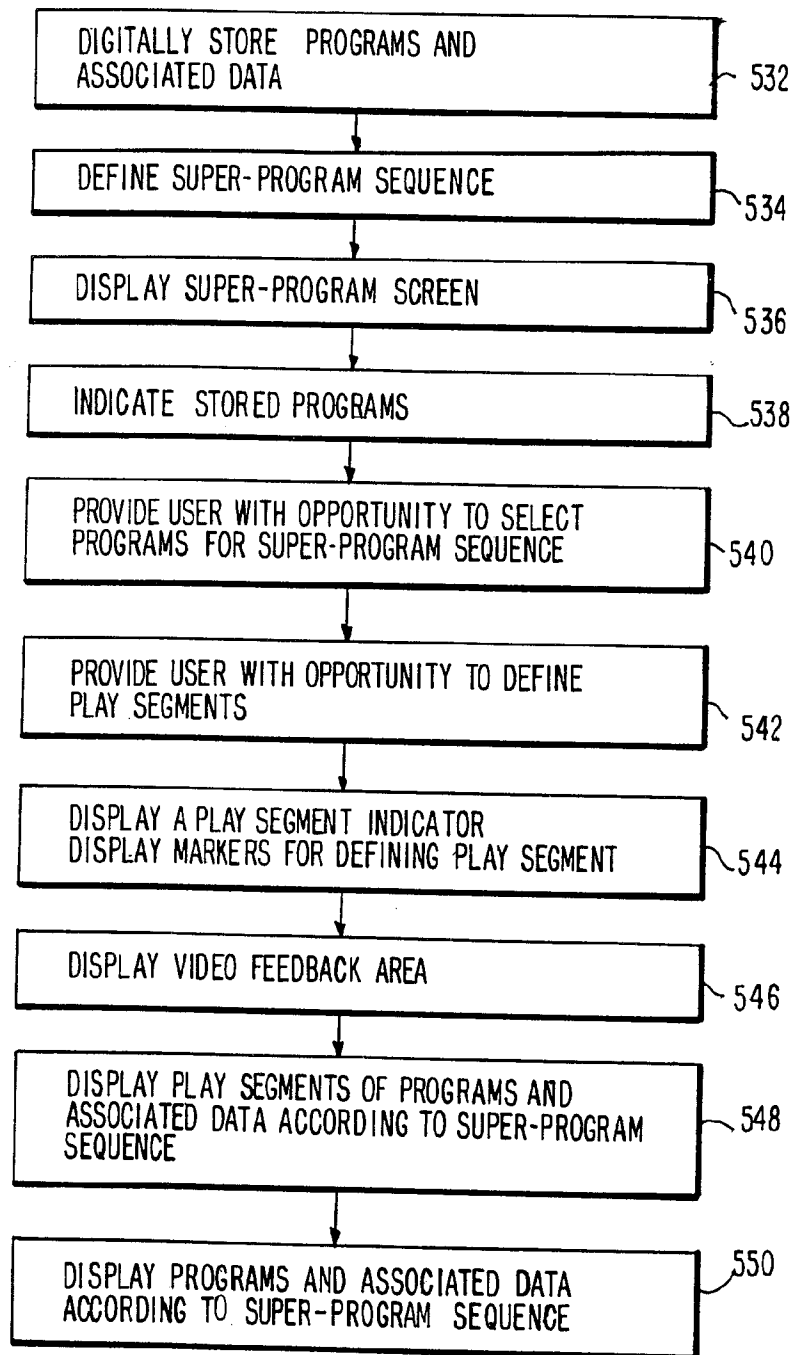 DIGITALLY STORE PROGRAMS AND
ASSOCIATED DATA
532
DEFINE SUPER-PROGRAM SEQUENCE
534
DISPLAY SUPER-PROGRAM SCREEN
536
INDICATE STORED PROGRAMS
538
PROVIDE USER WITH OPPORTUNITY TO SELECT
PROGRAMS FOR SUPER-PROGRAM SEQUENCE
540
PROVIDE USER WITH OPPORTUNITY TO DEFINE
PLAY SEGMENTS
542
DISPLAY A PLAY SEGMENT INDICATOR
DISPLAY MARKERS FOR DEFINING PLAY SEGMENT
544
DISPLAY VIDEO FEEDBACK AREA
546
DISPLAY PLAY SEGMENTS OF PROGRAMS AND
ASSOCIATED DATA ACCORDING TO SUPER-PROGRAM
SEQUENCE
548
DISPLAY PROGRAMS AND ASSOCIATED DATA
ACCORDING TO SUPER-PROGRAM SEQUENCE
550